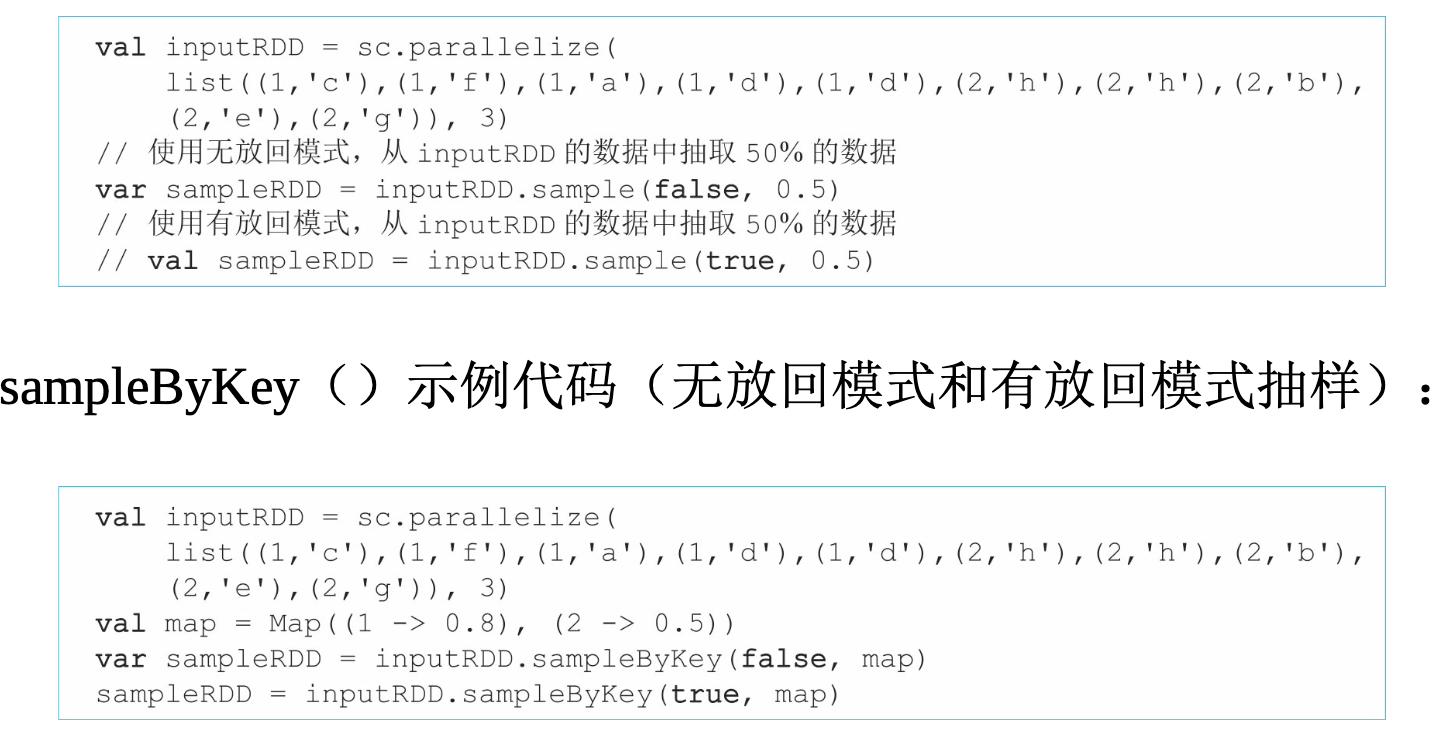 val inputRDD = sc.parallelize(
list((1,'c'),(1,'f'),(1,'a'),(1,'d'),(1,'d'),(2,'h'),(2,'h'),(2,'b'),
(2,'e'),(2,'g')), 3)
// 使用无放回模式，从 inputRDD 的数据中抽取 50% 的数据
var sampleRDD = inputRDD.sample(false, 0.5)
// 使用有放回模式，从 inputRDD 的数据中抽取 50% 的数据
// val sampleRDD = inputRDD.sample(true, 0.5)
sampleByKey（）示例代码（无放回模式和有放回模式抽样）：
val inputRDD = sc.parallelize(
list((1,'c'),(1,'f'),(1,'a'),(1,'d'),(1,'d'),(2,'h'),(2,'h'),(2,'b'),
(2,'e'),(2,'g')), 3)
val map = Map((1 -> 0.8), (2 -> 0.5))
var sampleRDD = inputRDD.sampleByKey(false, map)
sampleRDD = inputRDD.sampleByKey(true, map)